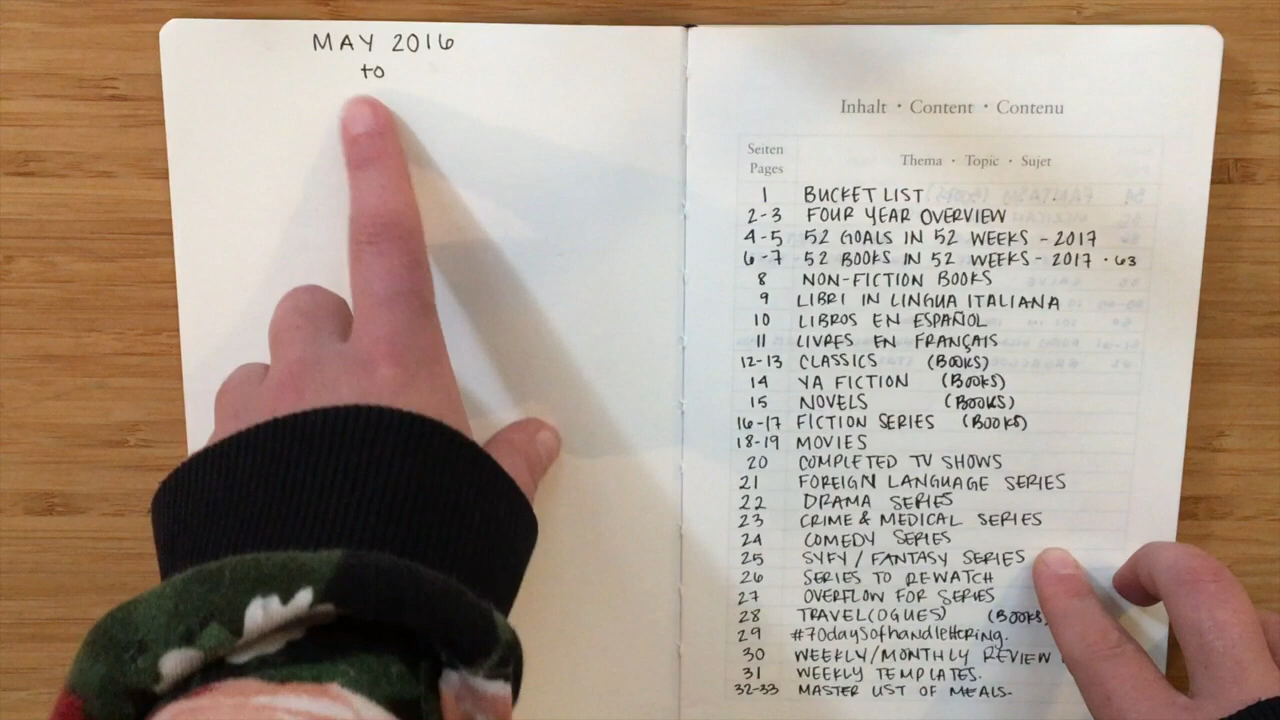 MAY 2016
to
Inhalt · Content · Contenu
Seiten
Pages
Thema · Topic · Sujet
1 BUCKET LIST
2-3 FOUR YEAR OVERVIEW
4-5 52 GOALS IN 52 WEEKS - 2017
6-7 52 BOOKS IN 52 WEEKS - 2017 · 63
8 NON-FICTION BOOKS
9 LIBRI IN LINGUA ITALIANA
10 LIBROS EN ESPAÑOL
11 LIVRES EN FRANÇAIS
12-13 CLASSICS (BOOKS)
14 YA FICTION (BOOKS)
15 NOVELS (BOOKS)
16-17 FICTION SERIES (BOOKS)
18-19 MOVIES
20 COMPLETED TV SHOWS
21 FOREIGN LANGUAGE SERIES
22 DRAMA SERIES
23 CRIME & MEDICAL SERIES
24 COMEDY SERIES
25 SYFY / FANTASY SERIES
26 SERIES TO REWATCH
27 OVERFLOW FOR SERIES
28 TRAVEL(OGUES) (BOOKS
29 #70daysofhandlettering.
30 WEEKLY/MONTHLY REVIEW
31 WEEKLY TEMPLATES.
32-33 MASTER LIST OF MEALS.